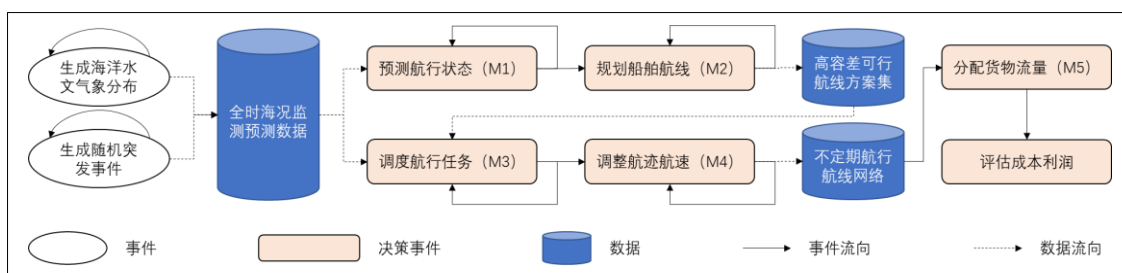 生成海洋水
文气象分布
生成随机突
发事件
全时海况监
测预测数据
预测航行状态（M1）
规划船舶航线（M2）
高容差可行
航线方案集
分配货物流量（M5）
调度航行任务（M3）
调整航迹航速（M4）
不定期航行
航线网络
评估成本利润
事件
决策事件
数据
事件流向
数据流向